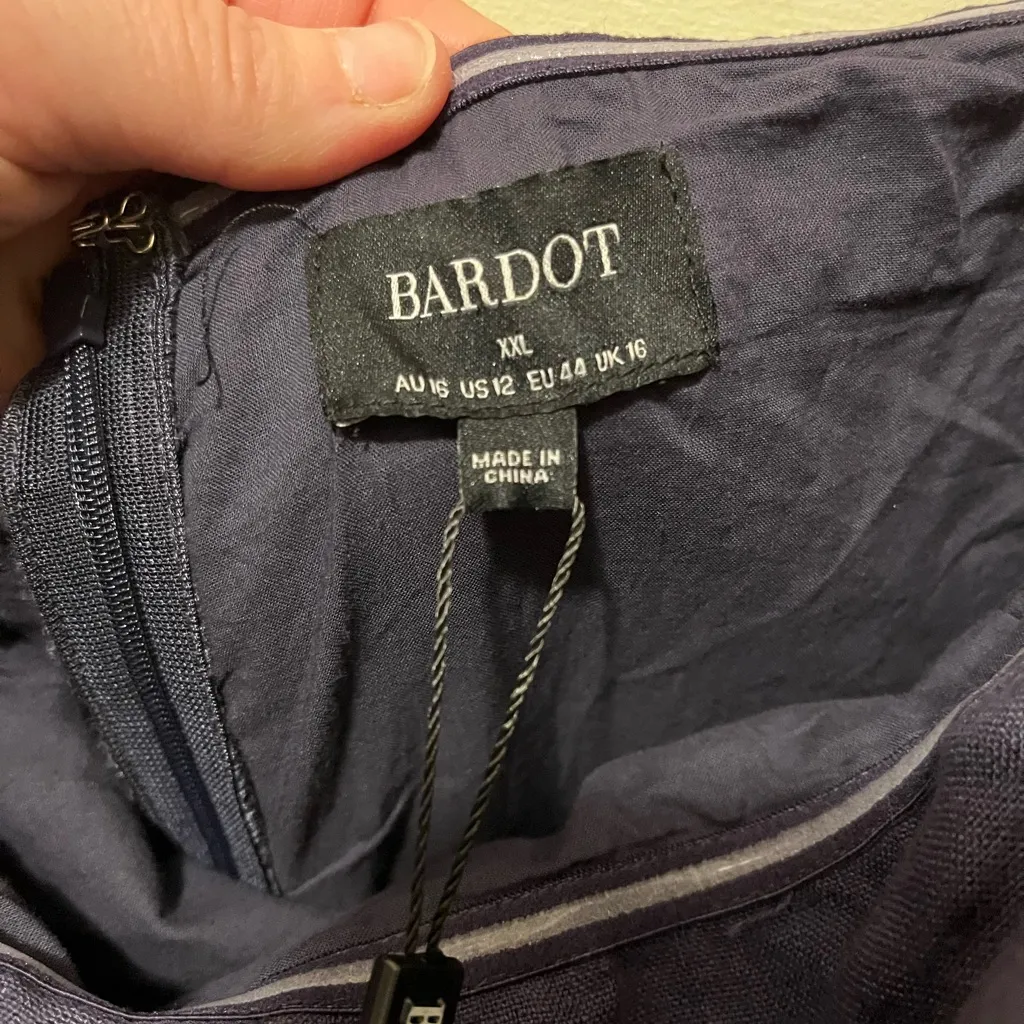 BARDOT
XXL
AU 16 US 12 EU 44 UK 16
MADE IN
CHINA